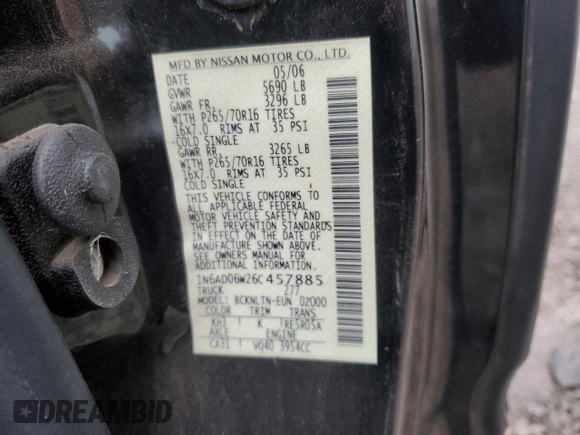 MFD BY NISSAN MOTOR CO., LTD.
DATE 05/06
GVWR 5690 LB
GAWR FR. 3296 LB
WITH P265/70R16 TIRES
16X7.0 RIMS AT 35 PSI
-COLD SINGLE
GAWR RR. 3265 LB
WITH P265/70R16 TIRES
16X7.0 RIMS AT 35 PSI
COLD SINGLE
THIS VEHICLE CONFORMS TO
ALL APPLICABLE FEDERAL
MOTOR VEHICLE SAFETY AND
THEFT PREVENTION STANDARDS
IN EFFECT ON THE DATE OF
MANUFACTURE SHOWN ABOVE.
SEE OWNERS MANUAL FOR
ADDITIONAL INFORMATION.
1N6AD06W26C457885
TRUCK 277
MODEL: BCKNLTN-EUN 02000
COLOR TRIM TRANS
KH3 K TRE5R05A
AXLE ENGINE
CA31 VQ40 3954CC
DREAMBID